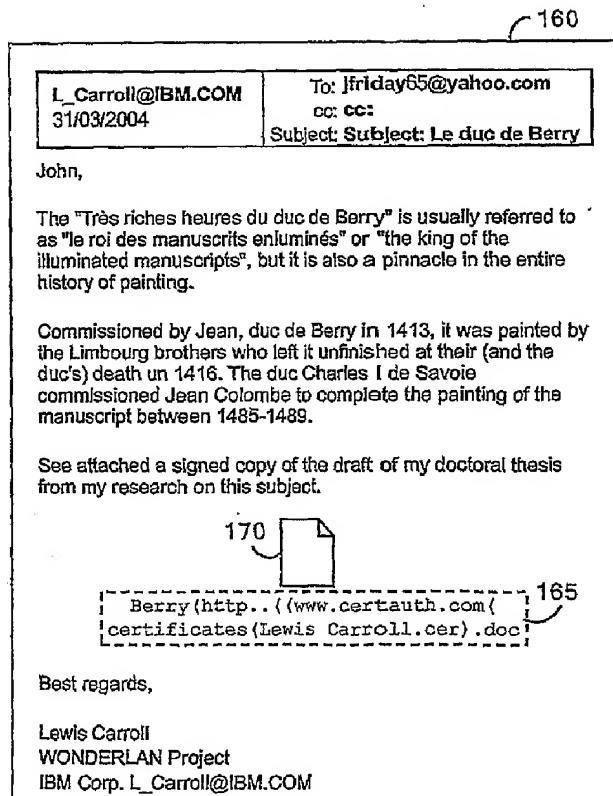 160
L_Carroll@IBM.COM
31/03/2004
To: jfriday65@yahoo.com
cc: cc:
Subject: Subject: Le duc de Berry
John,
The "Très riches heures du duc de Berry" is usually referred to
as "le roi des manuscrits enluminés" or "the king of the
illuminated manuscripts", but it is also a pinnacle in the entire
history of painting.
Commissioned by Jean, duc de Berry in 1413, it was painted by
the Limbourg brothers who left it unfinished at their (and the
duc's) death un 1416. The duc Charles I de Savoie
commissioned Jean Colombe to complete the painting of the
manuscript between 1485-1489.
See attached a signed copy of the draft of my doctoral thesis
from my research on this subject.
170
165
Berry(http..((www.certauth.com(
certificates(Lewis Carroll.cer).doc
Best regards,
Lewis Carroll
WONDERLAN Project
IBM Corp. L_Carroll@IBM.COM